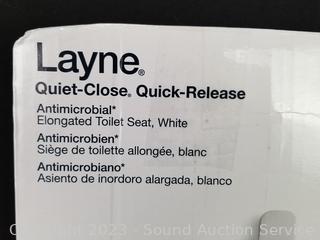 Layne®
Quiet-Close® Quick-Release
Antimicrobial*
Elongated Toilet Seat, White
Antimicrobien*
Siège de toilette allongée, blanc
Antimicrobiano*
Asiento de inordoro alargada, blanco
Copyright 2023 - Sound Auction Service